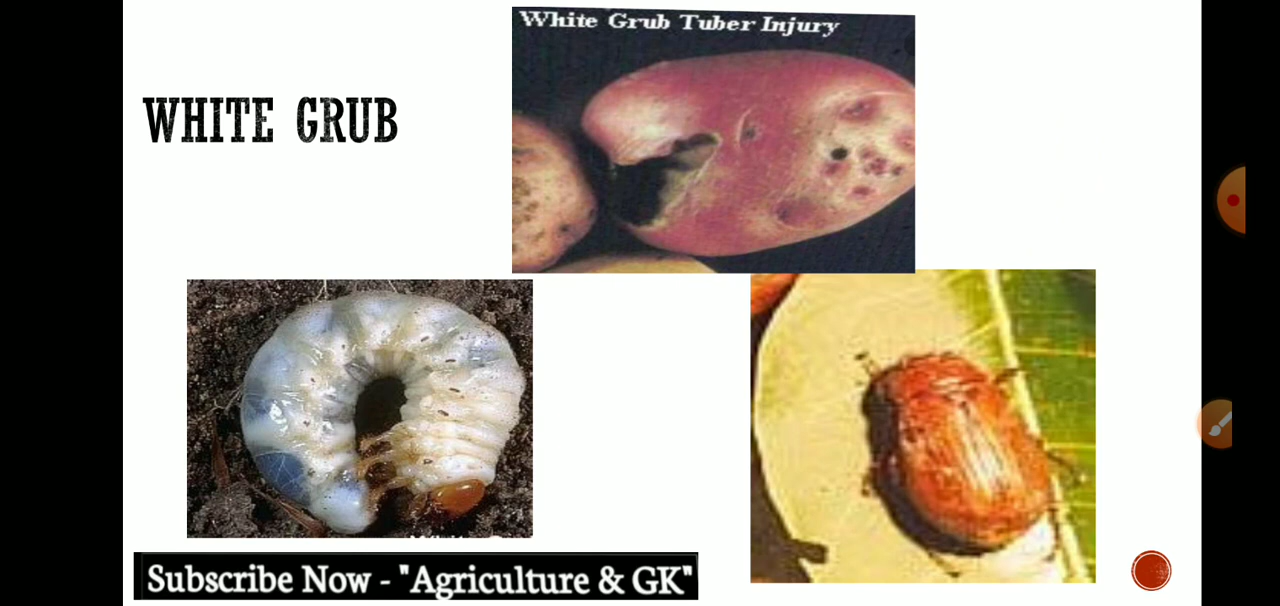 White Grub Tuber Injury
WHITE GRUB
Subscribe Now - "Agriculture & GK"